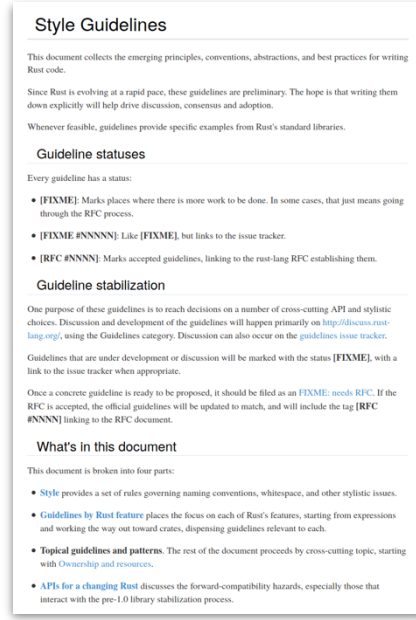 Style Guidelines
This document collects the emerging principles, conventions, abstractions, and best practices for writing
Rust code.
Since Rust is evolving at a rapid pace, these guidelines are preliminary. The hope is that writing them
down explicitly will help drive discussion, consensus and adoption.
Whenever feasible, guidelines provide specific examples from Rust's standard libraries.
Guideline statuses
Every guideline has a status:
• [FIXME]: Marks places where there is more work to be done. In some cases, that just means going
through the RFC process.
• [FIXME #NNNNN]: Like [FIXME], but links to the issue tracker.
• [RFC #NNNN]: Marks accepted guidelines, linking to the rust-lang RFC establishing them.
Guideline stabilization
One purpose of these guidelines is to reach decisions on a number of cross-cutting API and stylistic
choices. Discussion and development of the guidelines will happen primarily on http://discuss.rust-
lang.org/, using the Guidelines category. Discussion can also occur on the guidelines issue tracker.
Guidelines that are under development or discussion will be marked with the status [FIXME], with a
link to the issue tracker when appropriate.
Once a concrete guideline is ready to be proposed, it should be filed as an FIXME: needs RFC. If the
RFC is accepted, the official guidelines will be updated to match, and will include the tag [RFC
#NNNN] linking to the RFC document.
What's in this document
This document is broken into four parts:
• Style provides a set of rules governing naming conventions, whitespace, and other stylistic issues.
• Guidelines by Rust feature places the focus on each of Rust's features, starting from expressions
and working the way out toward crates, dispensing guidelines relevant to each.
• Topical guidelines and patterns. The rest of the document proceeds by cross-cutting topic, starting
with Ownership and resources.
• APIs for a changing Rust discusses the forward-compatibility hazards, especially those that
interact with the pre-1.0 library stabilization process.